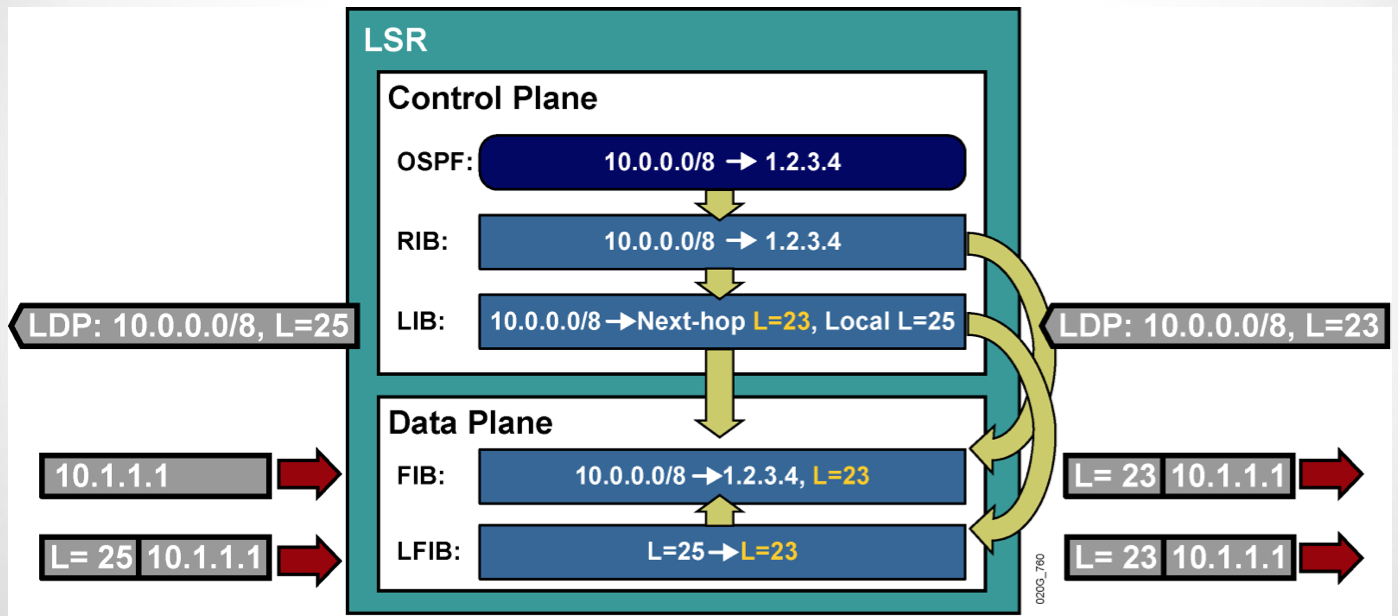 LSR
Control Plane
OSPF: 10.0.0.0/8 → 1.2.3.4
RIB: 10.0.0.0/8 → 1.2.3.4
LIB: 10.0.0.0/8 → Next-hop L=23, Local L=25
LDP: 10.0.0.0/8, L=25
LDP: 10.0.0.0/8, L=23
Data Plane
FIB: 10.0.0.0/8 → 1.2.3.4, L=23
10.1.1.1
L= 23 10.1.1.1
LFIB: L=25 → L=23
L= 25 10.1.1.1
L= 23 10.1.1.1
020G_760